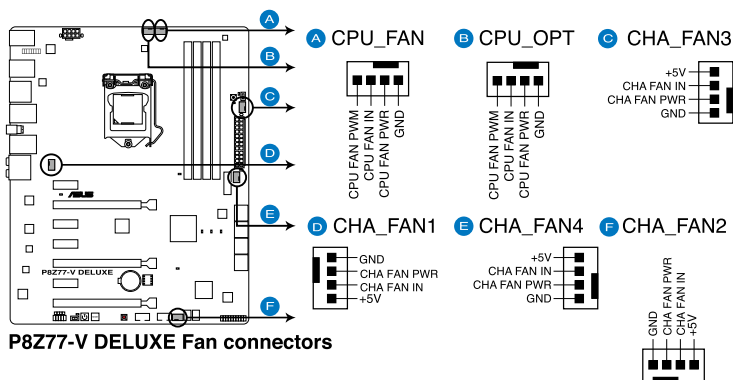 A
B
C
D
E
F
A CPU_FAN
CPU FAN PWM
CPU FAN IN
CPU FAN PWR
GND
B CPU_OPT
CPU FAN PWM
CPU FAN IN
CPU FAN PWR
GND
C CHA_FAN3
+5V
CHA FAN IN
CHA FAN PWR
GND
D CHA_FAN1
GND
CHA FAN PWR
CHA FAN IN
+5V
E CHA_FAN4
+5V
CHA FAN IN
CHA FAN PWR
GND
F CHA_FAN2
GND
CHA FAN PWR
CHA FAN IN
+5V
ASUS
P8Z77-V DELUXE
P8Z77-V DELUXE Fan connectors